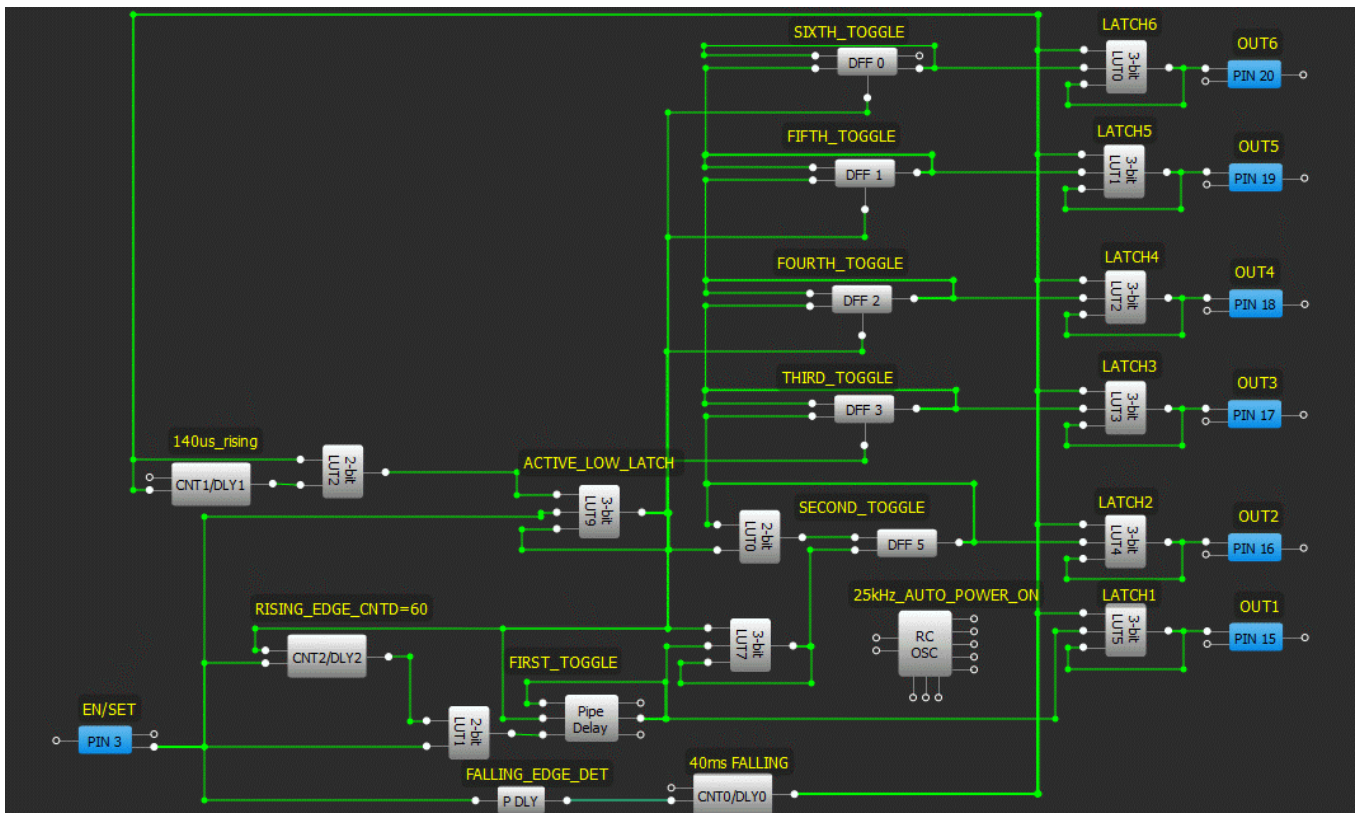 SIXTH_TOGGLE
DFF 0
LATCH6
3-bit
LUT0
OUT6
PIN 20
FIFTH_TOGGLE
DFF 1
LATCH5
3-bit
LUT1
OUT5
PIN 19
FOURTH_TOGGLE
DFF 2
LATCH4
3-bit
LUT2
OUT4
PIN 18
THIRD_TOGGLE
DFF 3
LATCH3
3-bit
LUT3
OUT3
PIN 17
140us_rising
CNT1/DLY1
2-bit
LUT2
ACTIVE_LOW_LATCH
3-bit
LUT9
2-bit
LUT0
SECOND_TOGGLE
DFF 5
LATCH2
3-bit
LUT4
OUT2
PIN 16
RISING_EDGE_CNTD=60
CNT2/DLY2
FIRST_TOGGLE
Pipe
Delay
3-bit
LUT7
25kHz_AUTO_POWER_ON
RC
OSC
LATCH1
3-bit
LUT5
OUT1
PIN 15
EN/SET
PIN 3
2-bit
LUT1
FALLING_EDGE_DET
P DLY
40ms FALLING
CNT0/DLY0